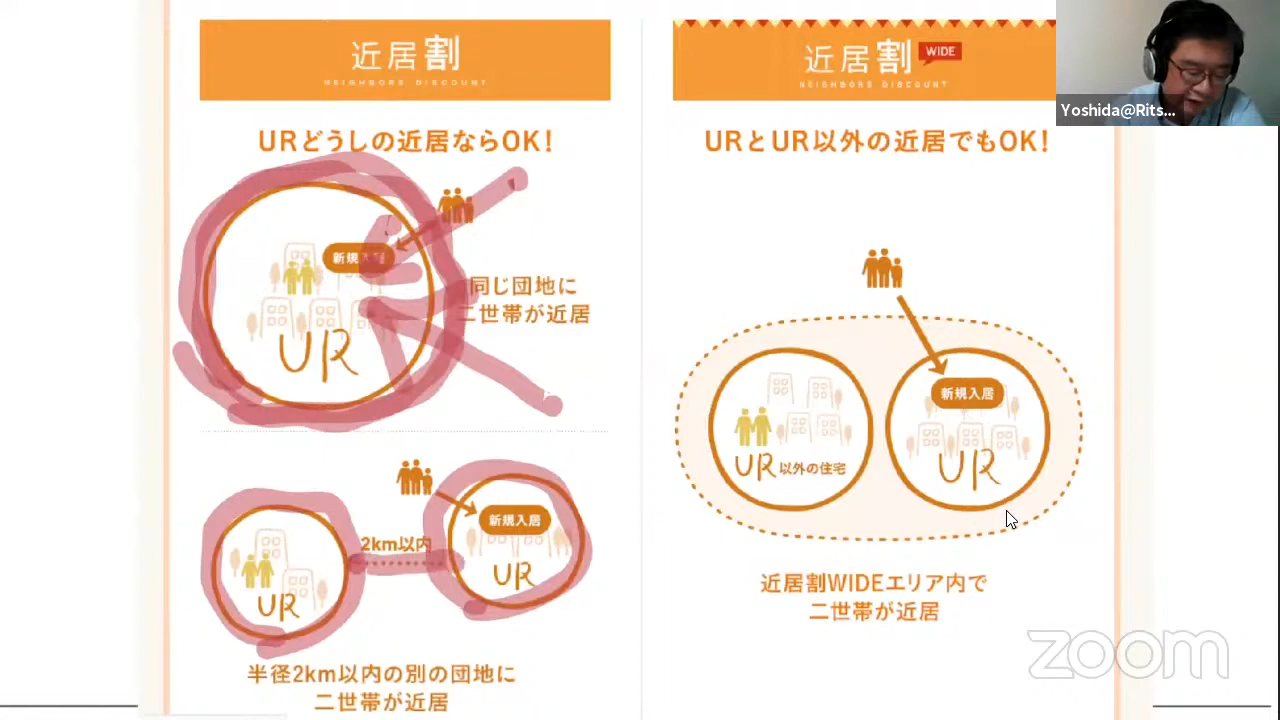 近居割
NEIGHBORS DISCOUNT
URどうしの近居ならOK!
新規入居
同じ団地に
二世帯が近居
UR
2km以内
新規入居
UR
UR
半径2km以内の別の団地に
二世帯が近居
近居割 WIDE
NEIGHBORS DISCOUNT
URとUR以外の近居でもOK!
新規入居
UR以外の住宅
UR
近居割WIDEエリア内で
二世帯が近居
Yoshida@Rits...
zoom